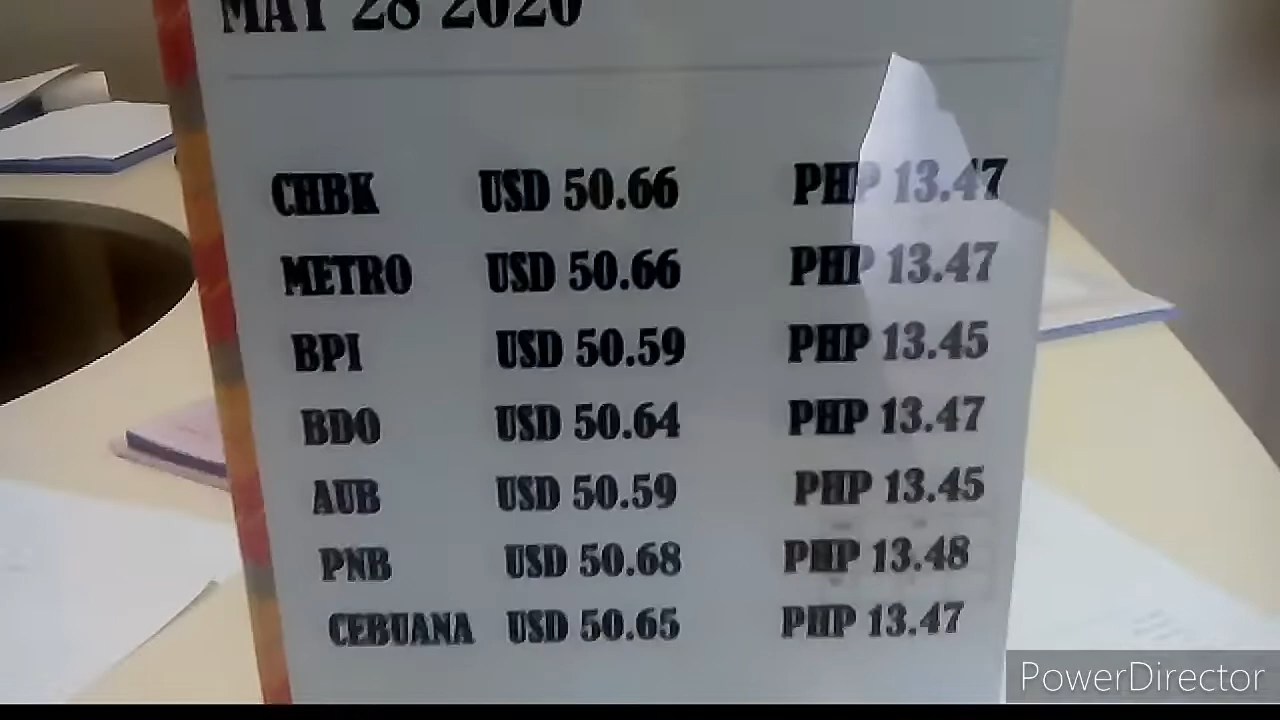 MAY 28 2020
CHBK USD 50.66 PHP 13.47
METRO USD 50.66 PHP 13.47
BPI USD 50.59 PHP 13.45
BDO USD 50.64 PHP 13.47
AUB USD 50.59 PHP 13.45
PNB USD 50.68 PHP 13.48
CEBUANA USD 50.65 PHP 13.47
PowerDirector